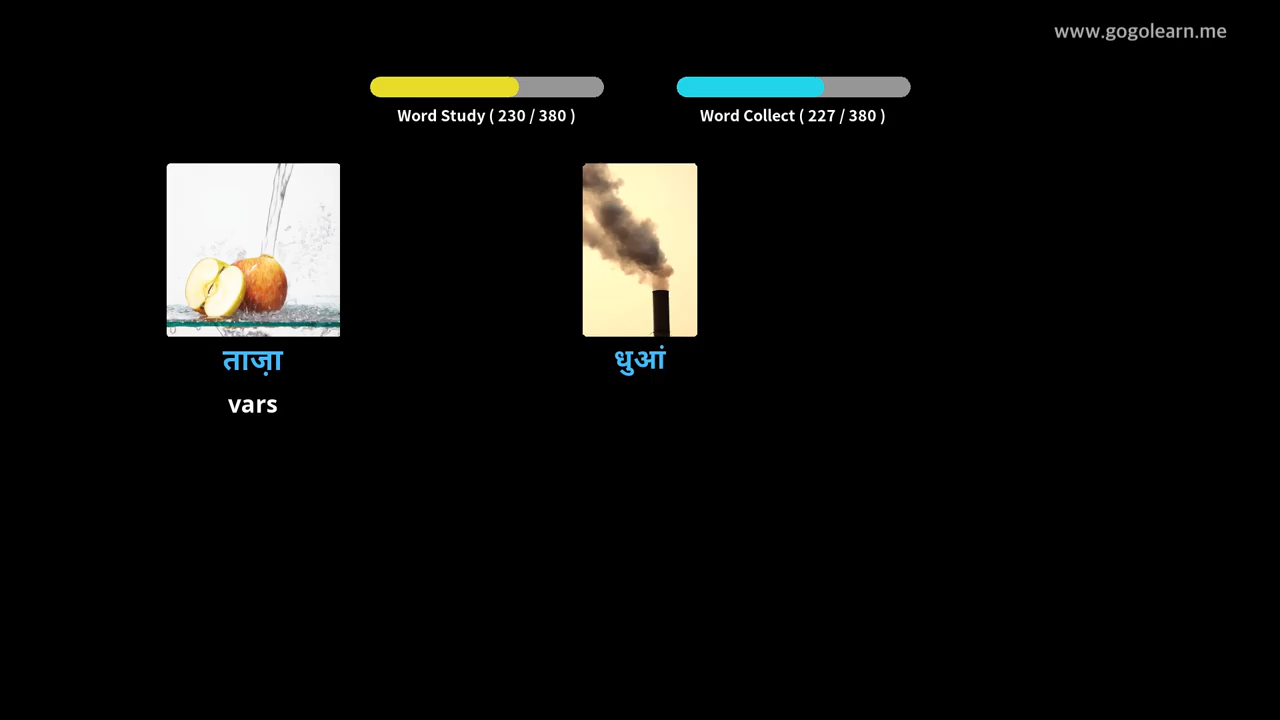 www.gogolearn.me
Word Study ( 230 / 380 )
Word Collect ( 227 / 380 )
ताज़ा
धुआं
vars